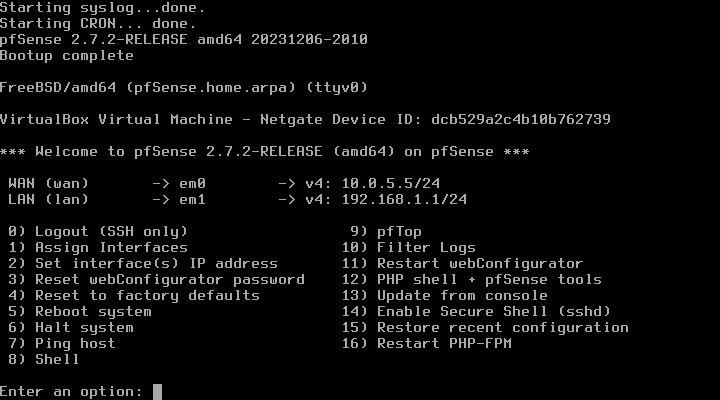 Starting syslog...done.
Starting CRON... done.
pfSense 2.7.2-RELEASE amd64 20231206-2010
Bootup complete
FreeBSD/amd64 (pfSense.home.arpa) (ttyv0)
VirtualBox Virtual Machine - Netgate Device ID: dcb529a2c4b10b762739
*** Welcome to pfSense 2.7.2-RELEASE (amd64) on pfSense ***
WAN (wan)       -> em0        -> v4: 10.0.5.5/24
LAN (lan)       -> em1        -> v4: 192.168.1.1/24
0) Logout (SSH only)                  9) pfTop
1) Assign Interfaces                 10) Filter Logs
2) Set interface(s) IP address       11) Restart webConfigurator
3) Reset webConfigurator password    12) PHP shell + pfSense tools
4) Reset to factory defaults         13) Update from console
5) Reboot system                     14) Enable Secure Shell (sshd)
6) Halt system                       15) Restore recent configuration
7) Ping host                         16) Restart PHP-FPM
8) Shell
Enter an option: